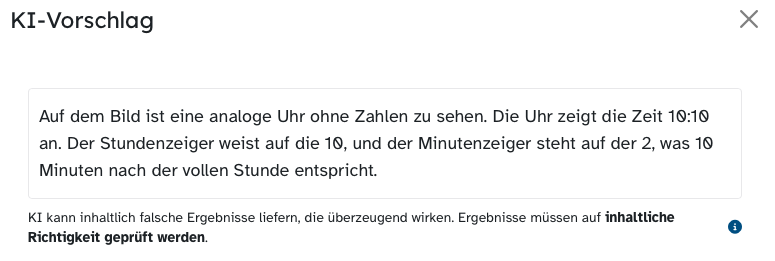 KI-Vorschlag
Auf dem Bild ist eine analoge Uhr ohne Zahlen zu sehen. Die Uhr zeigt die Zeit 10:10
an. Der Stundenzeiger weist auf die 10, und der Minutenzeiger steht auf der 2, was 10
Minuten nach der vollen Stunde entspricht.
KI kann inhaltlich falsche Ergebnisse liefern, die überzeugend wirken. Ergebnisse müssen auf inhaltliche
Richtigkeit geprüft werden.